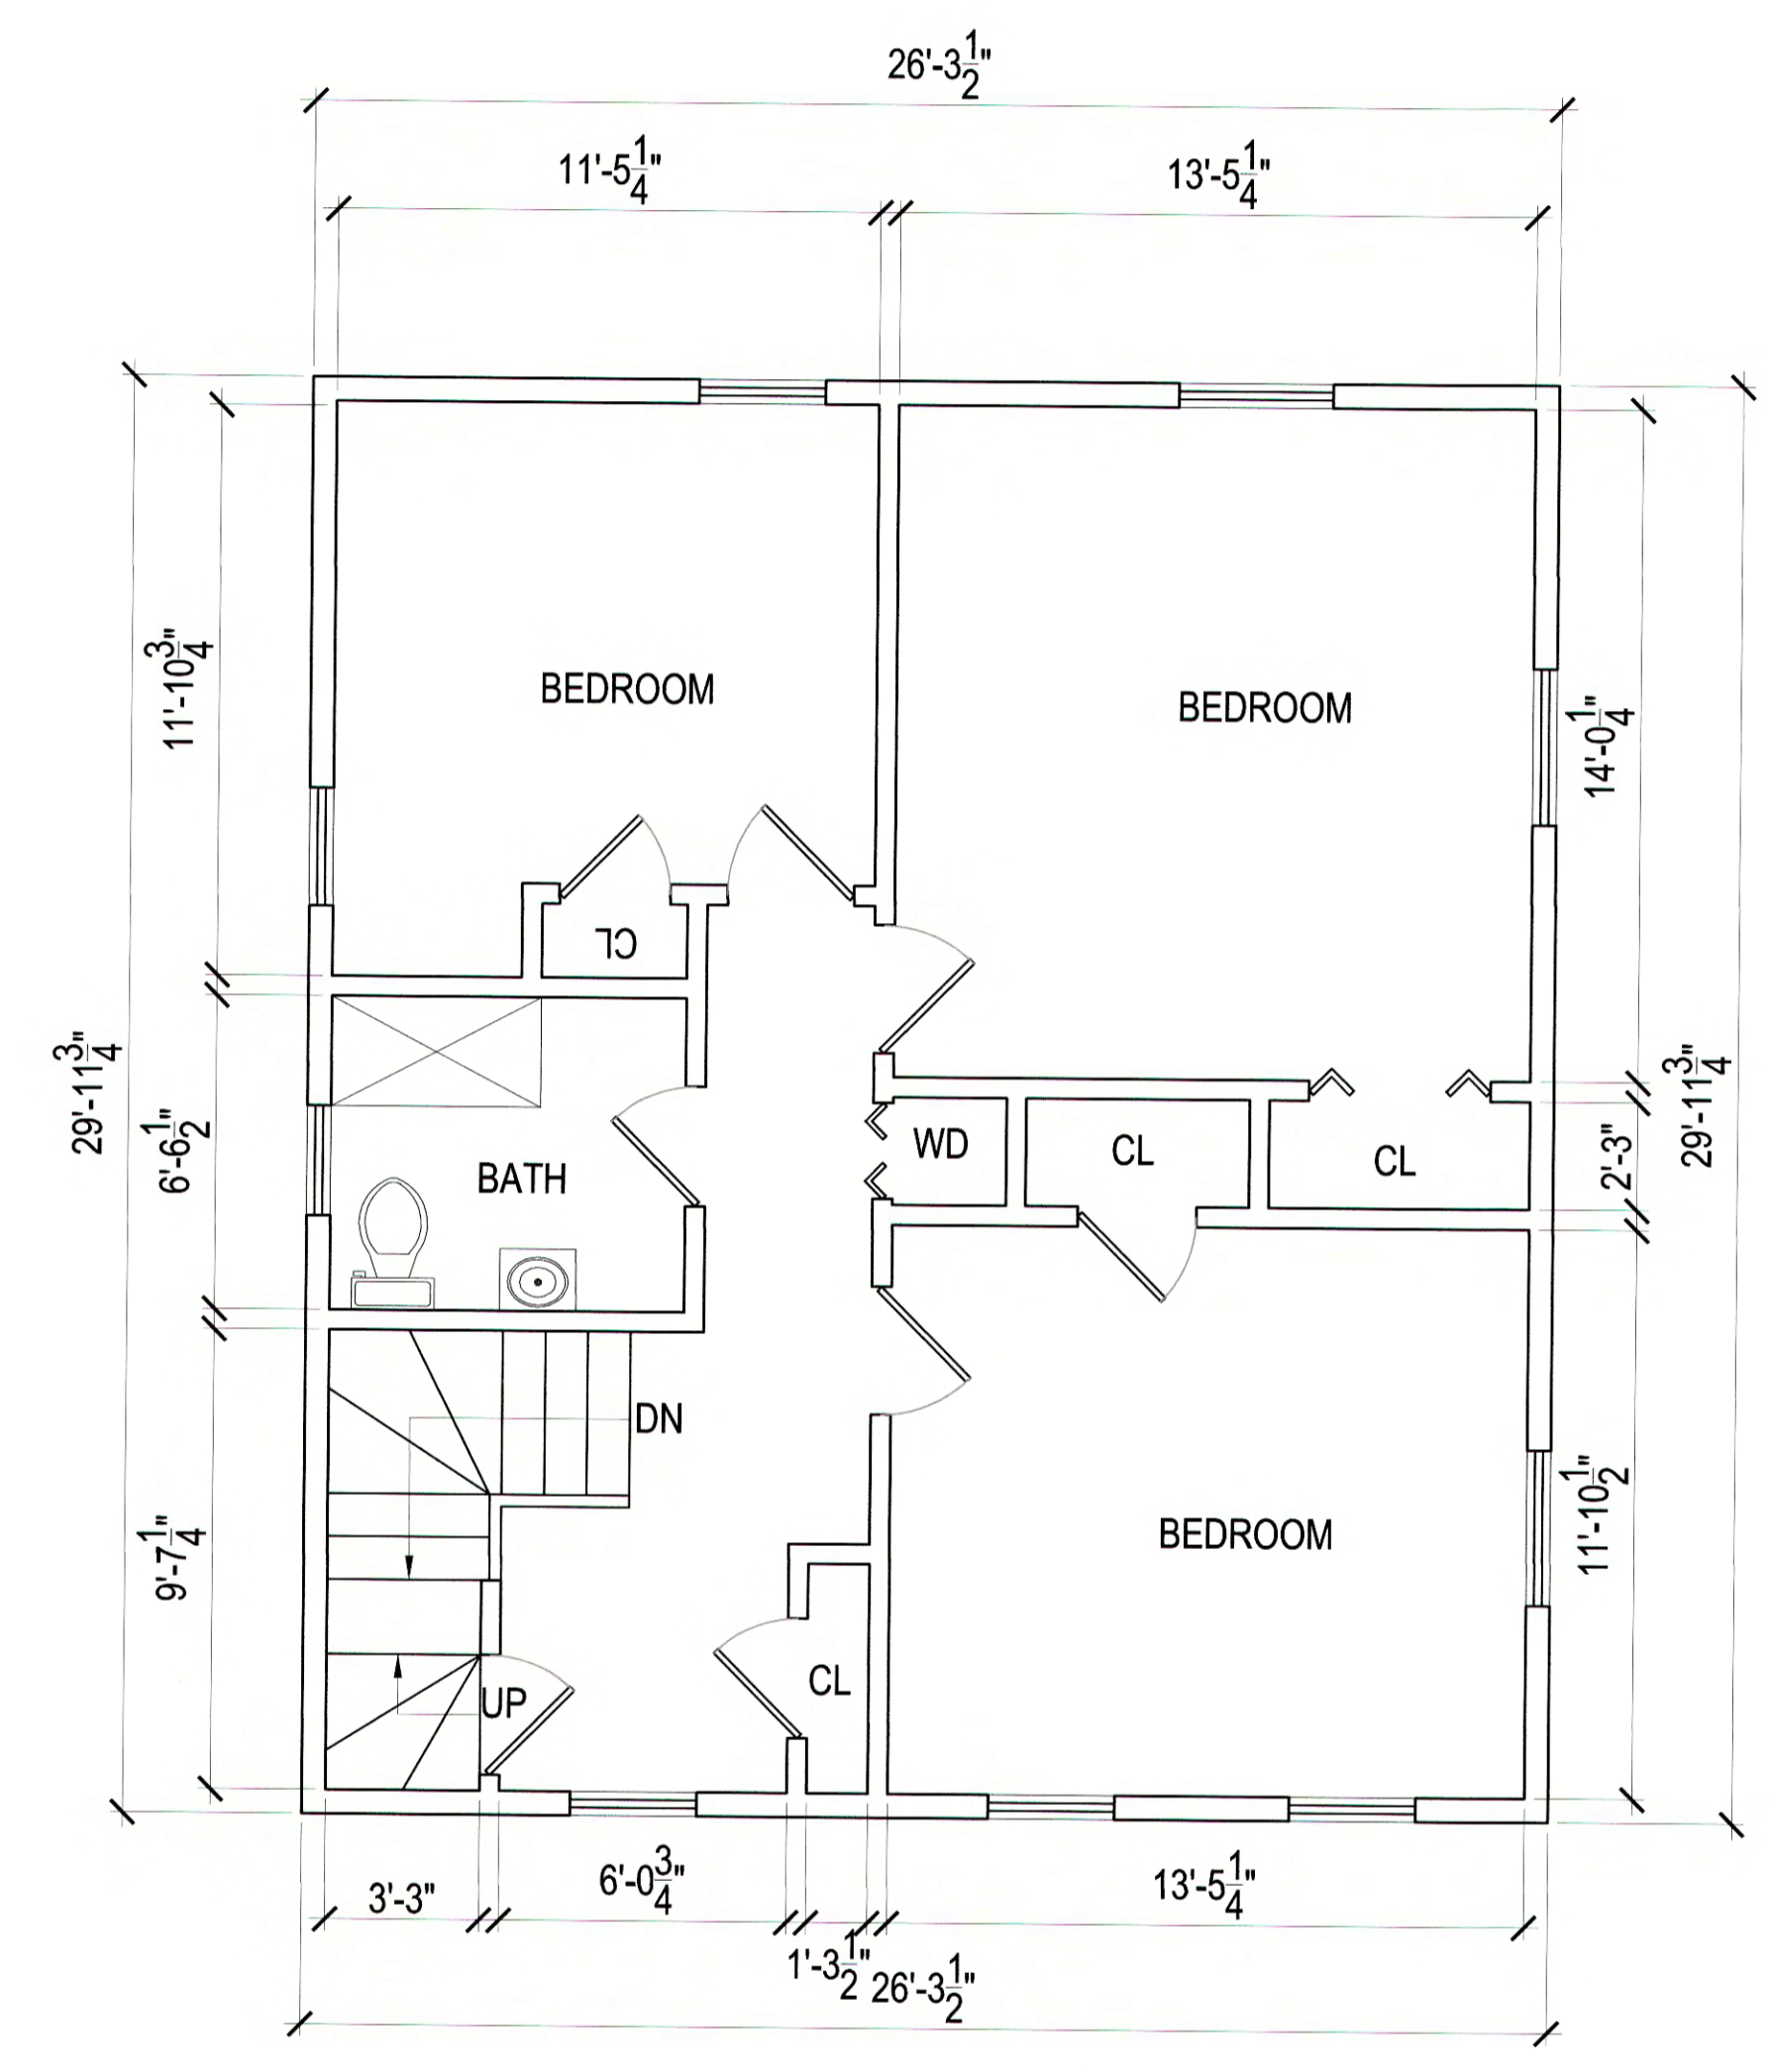 26'-3 1/2"
11'-5 1/4"
13'-5 1/4"
BEDROOM
BEDROOM
11'-10 3/4"
14'-0 1/4"
CL
29'-11 3/4"
6'-6 1/2"
BATH
WD
CL
CL
2'-3"
29'-11 3/4"
DN
9'-7 1/4"
BEDROOM
11'-10 1/2"
UP
CL
3'-3"
6'-0 3/4"
1'-3 1/2"
13'-5 1/4"
26'-3 1/2"